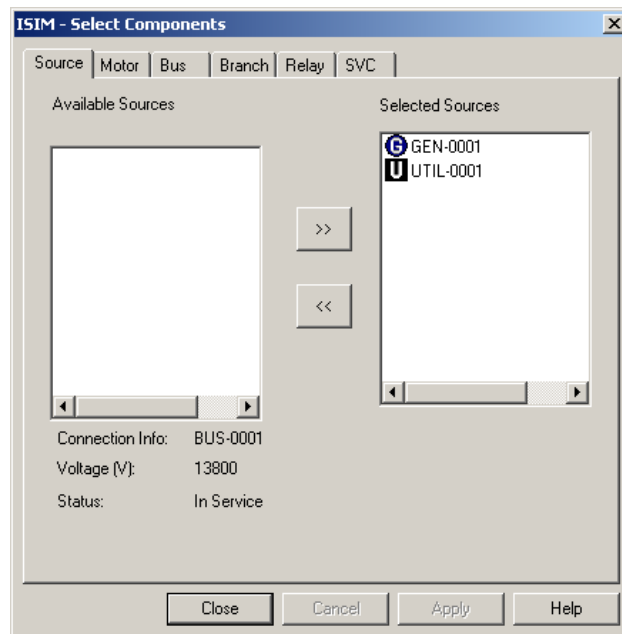 ISIM - Select Components
Source Motor Bus Branch Relay SVC
Available Sources
Selected Sources
G GEN-0001
U UTIL-0001
>>
<<
Connection Info: BUS-0001
Voltage (V): 13800
Status: In Service
Close Cancel Apply Help